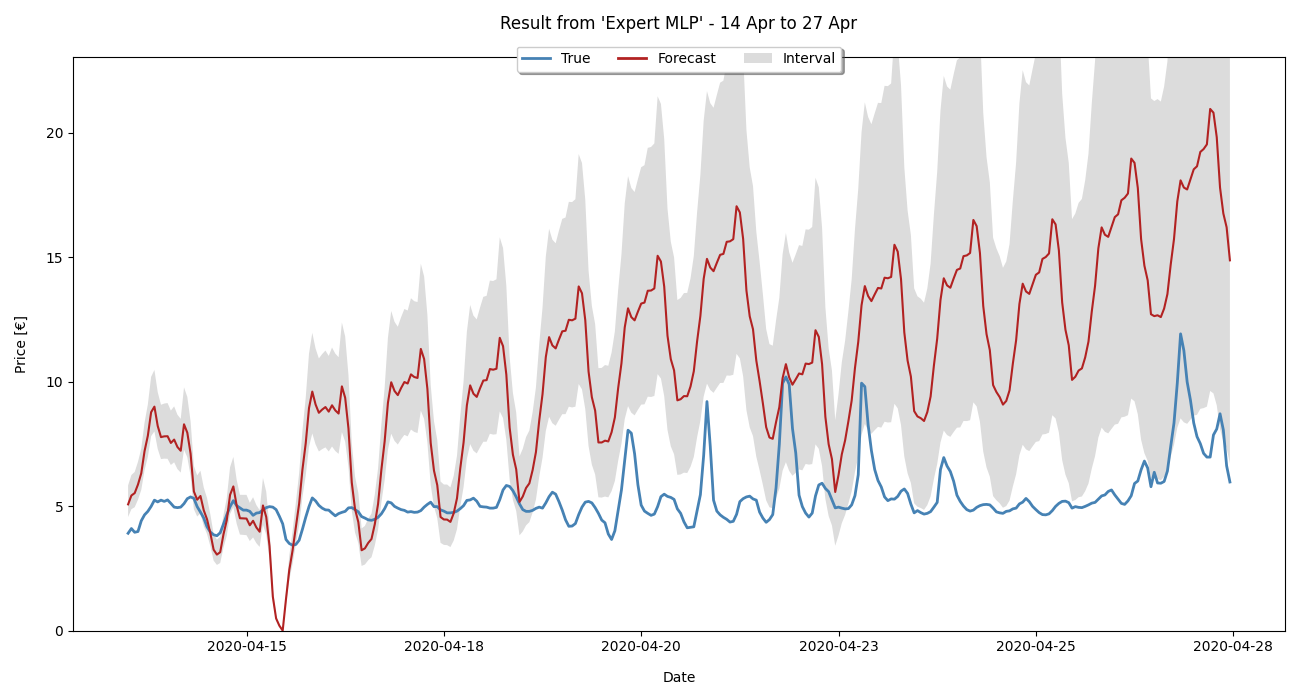 Result from 'Expert MLP' - 14 Apr to 27 Apr
True Forecast Interval
Price [€]
20
15
10
5
0
2020-04-15 2020-04-18 2020-04-20 2020-04-23 2020-04-25 2020-04-28
Date